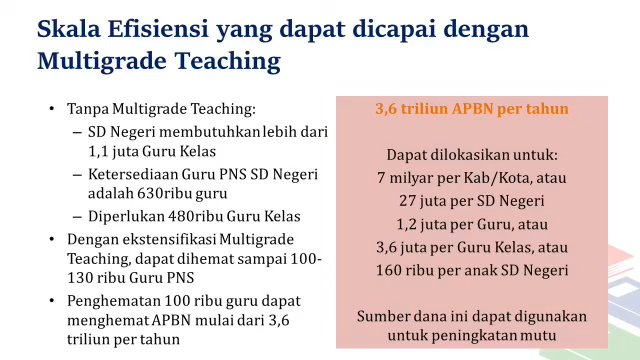 Skala Efisiensi yang dapat dicapai dengan
Multigrade Teaching
• Tanpa Multigrade Teaching:
– SD Negeri membutuhkan lebih dari
1,1 juta Guru Kelas
– Ketersediaan Guru PNS SD Negeri
adalah 630ribu guru
– Diperlukan 480ribu Guru Kelas
• Dengan ekstensifikasi Multigrade
Teaching, dapat dihemat sampai 100-
130 ribu Guru PNS
• Penghematan 100 ribu guru dapat
menghemat APBN mulai dari 3,6
triliun per tahun
3,6 triliun APBN per tahun
Dapat dilokasikan untuk:
7 milyar per Kab/Kota, atau
27 juta per SD Negeri
1,2 juta per Guru, atau
3,6 juta per Guru Kelas, atau
160 ribu per anak SD Negeri
Sumber dana ini dapat digunakan
untuk peningkatan mutu